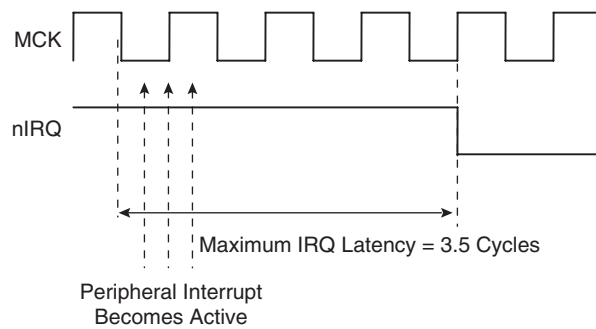 MCK
nIRQ
Maximum IRQ Latency = 3.5 Cycles
Peripheral Interrupt
Becomes Active